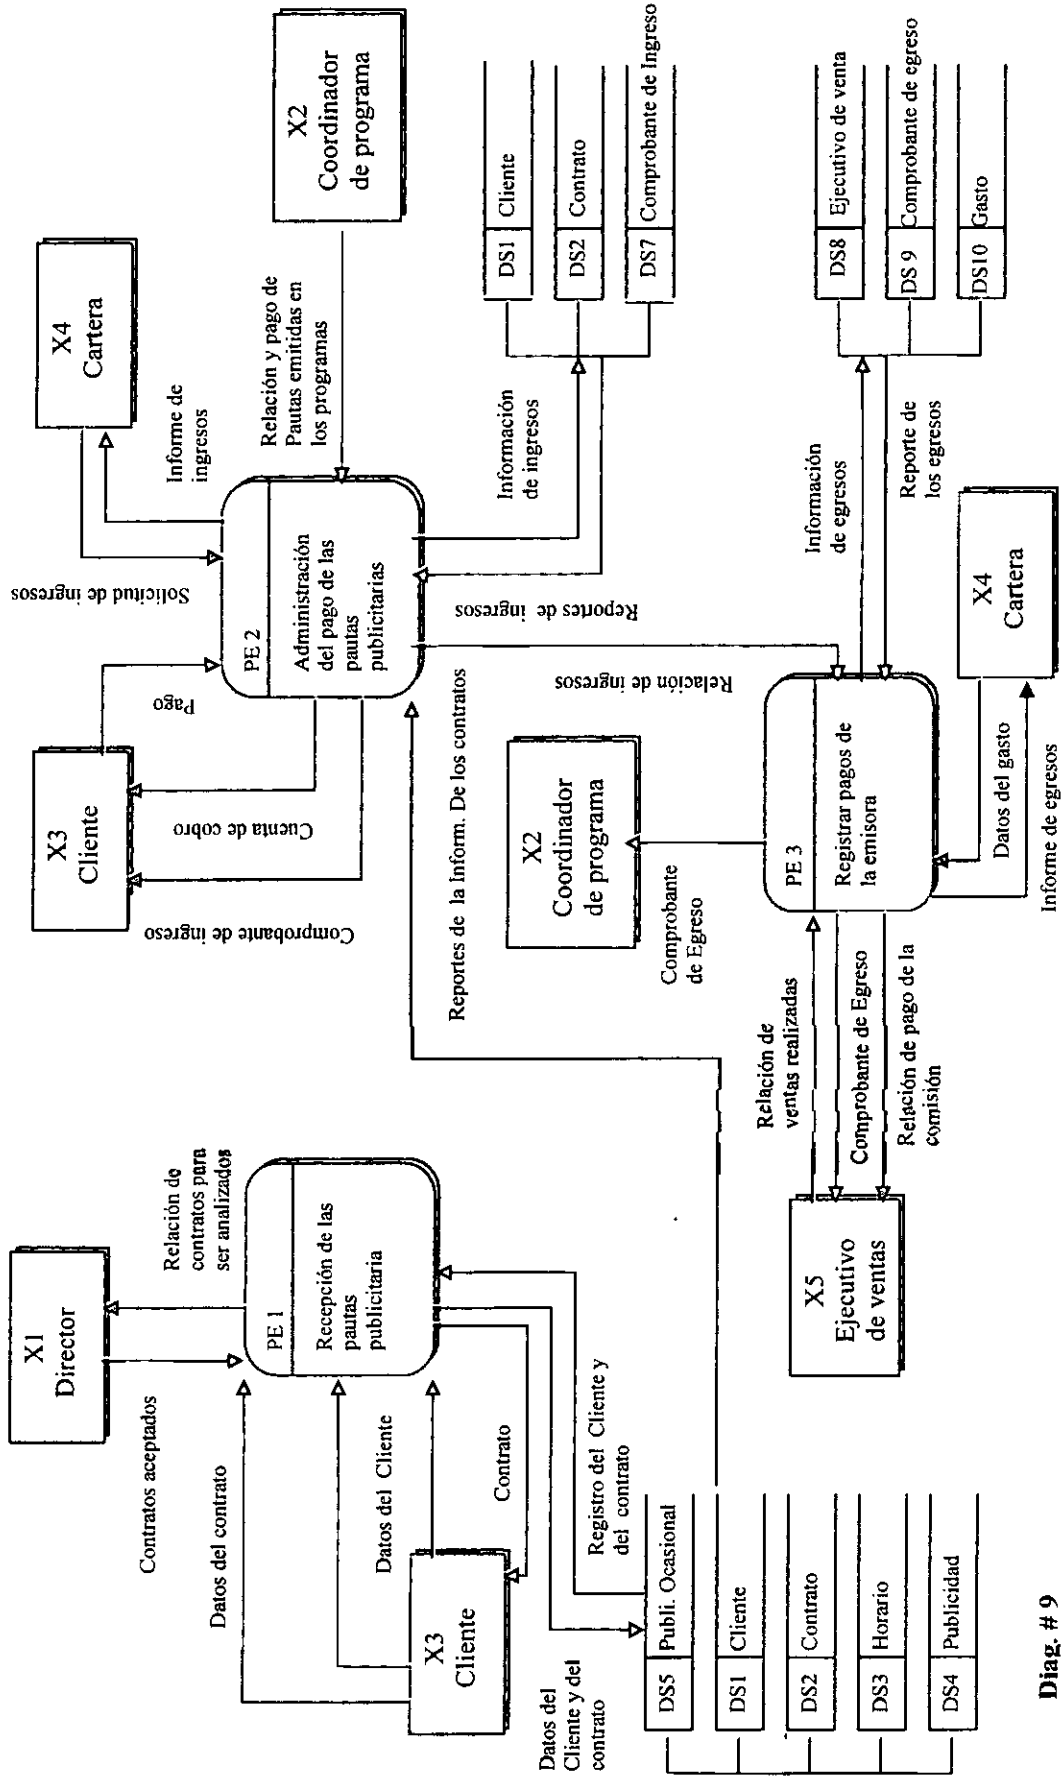 X1
Director
Contratos aceptados
Relación de
contratos para
ser analizados
Datos del contrato
Datos del Cliente
PE 1
Recepción de las
pautas
publicitaria
X3
Cliente
Contrato
Datos del
Cliente y del
contrato
Registro del Cliente y
del contrato
DS5
Publi. Ocasional
DS1
Cliente
DS2
Contrato
DS3
Horario
DS4
Publicidad
X3
Cliente
Pago
Cuenta de cobro
Comprobante de ingreso
Solicitud de ingresos
X4
Cartera
Informe de
ingresos
PE 2
Administración
del pago de las
pautas
publicitarias
Relación y pago de
Pautas emitidas en
los programas
X2
Coordinador
de programa
Reportes de la Inform. De los contratos
Reportes de ingresos
Información
de ingresos
DS1
Cliente
DS2
Contrato
DS7
Comprobante de Ingreso
Relación de ingresos
X2
Coordinador
de programa
Comprobante
de Egreso
PE 3
Registrar pagos de
la emisora
Relación de
ventas realizadas
Comprobante de Egreso
Relación de pago de la
comisión
X5
Ejecutivo
de ventas
Información
de egresos
Reporte de
los egresos
DS8
Ejecutivo de venta
DS 9
Comprobante de egreso
DS10
Gasto
X4
Cartera
Datos del gasto
Informe de egresos
Diag. # 9